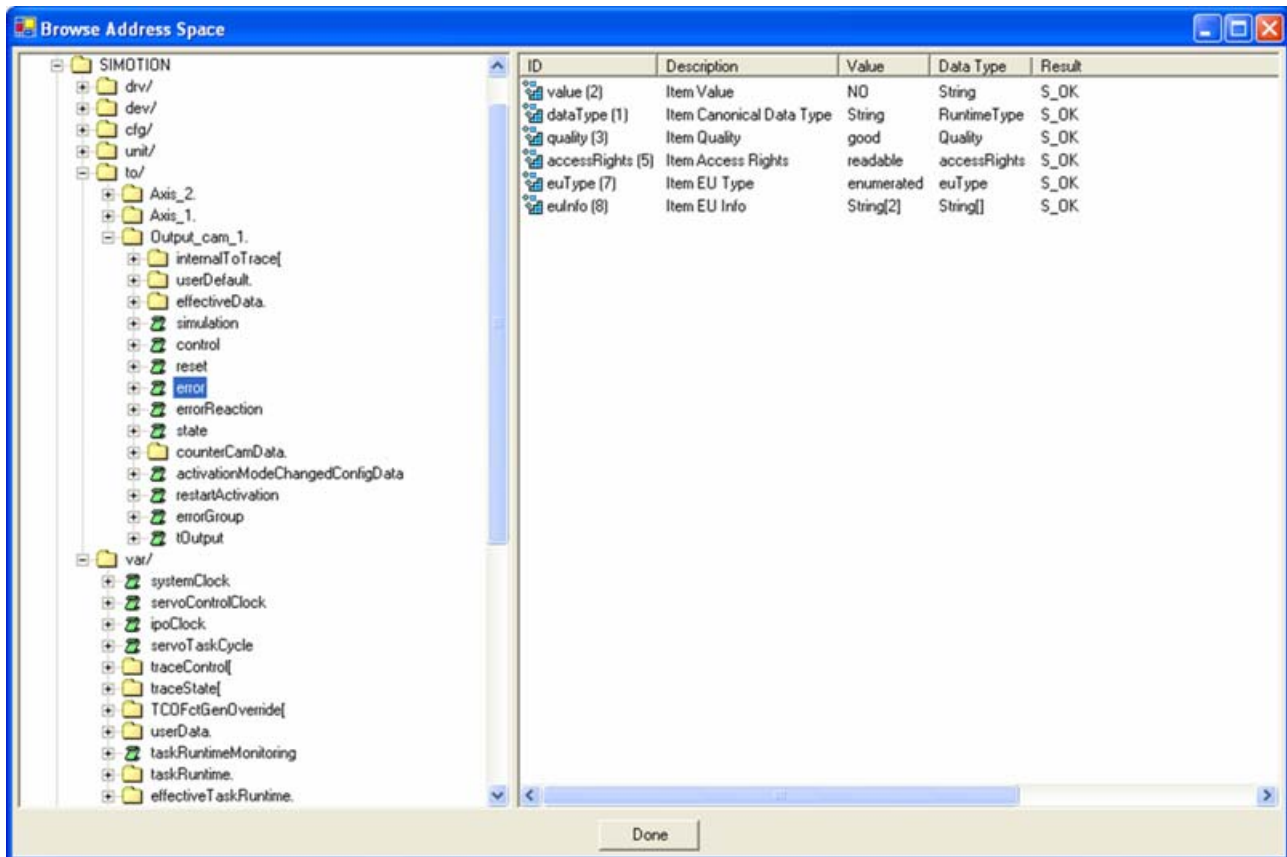 Browse Address Space
SIMOTION
drv/
dev/
cfg/
unit/
to/
Axis_2.
Axis_1.
Output_cam_1.
internalToTrace[
userDefault.
effectiveData.
simulation
control
reset
error
errorReaction
state
counterCamData.
activationModeChangedConfigData
restartActivation
errorGroup
tOutput
var/
systemClock
servoControlClock
ipoClock
servoTaskCycle
traceControl[
traceState[
TCOFctGenOverride[
userData.
taskRuntimeMonitoring
taskRuntime.
effectiveTaskRuntime.
ID Description Value Data Type Result
value (2) Item Value NO String S_OK
dataType (1) Item Canonical Data Type String RuntimeType S_OK
quality (3) Item Quality good Quality S_OK
accessRights (5) Item Access Rights readable accessRights S_OK
euType (7) Item EU Type enumerated euType S_OK
euInfo (8) Item EU Info String[2] String[] S_OK
Done